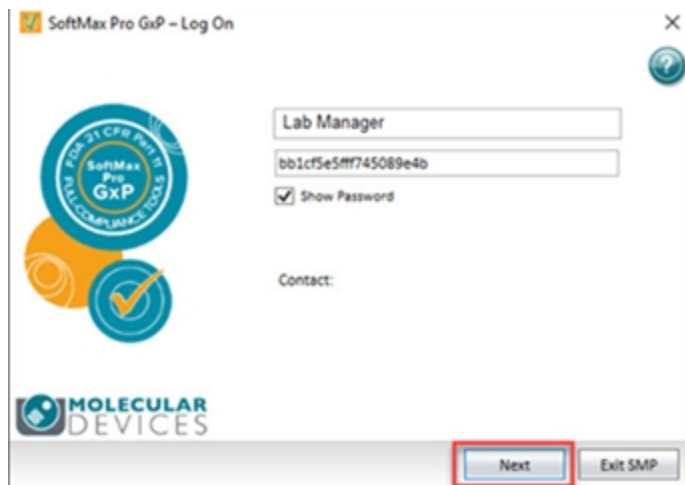 SoftMax Pro GxP – Log On
Lab Manager
bb1cf5e5fff745089e4b
Show Password
Contact:
FDA 21 CFR Part 11
SoftMax
Pro
GxP
FULL-COMPLIANCE TOOLS
MOLECULAR
DEVICES
Next
Exit SMP